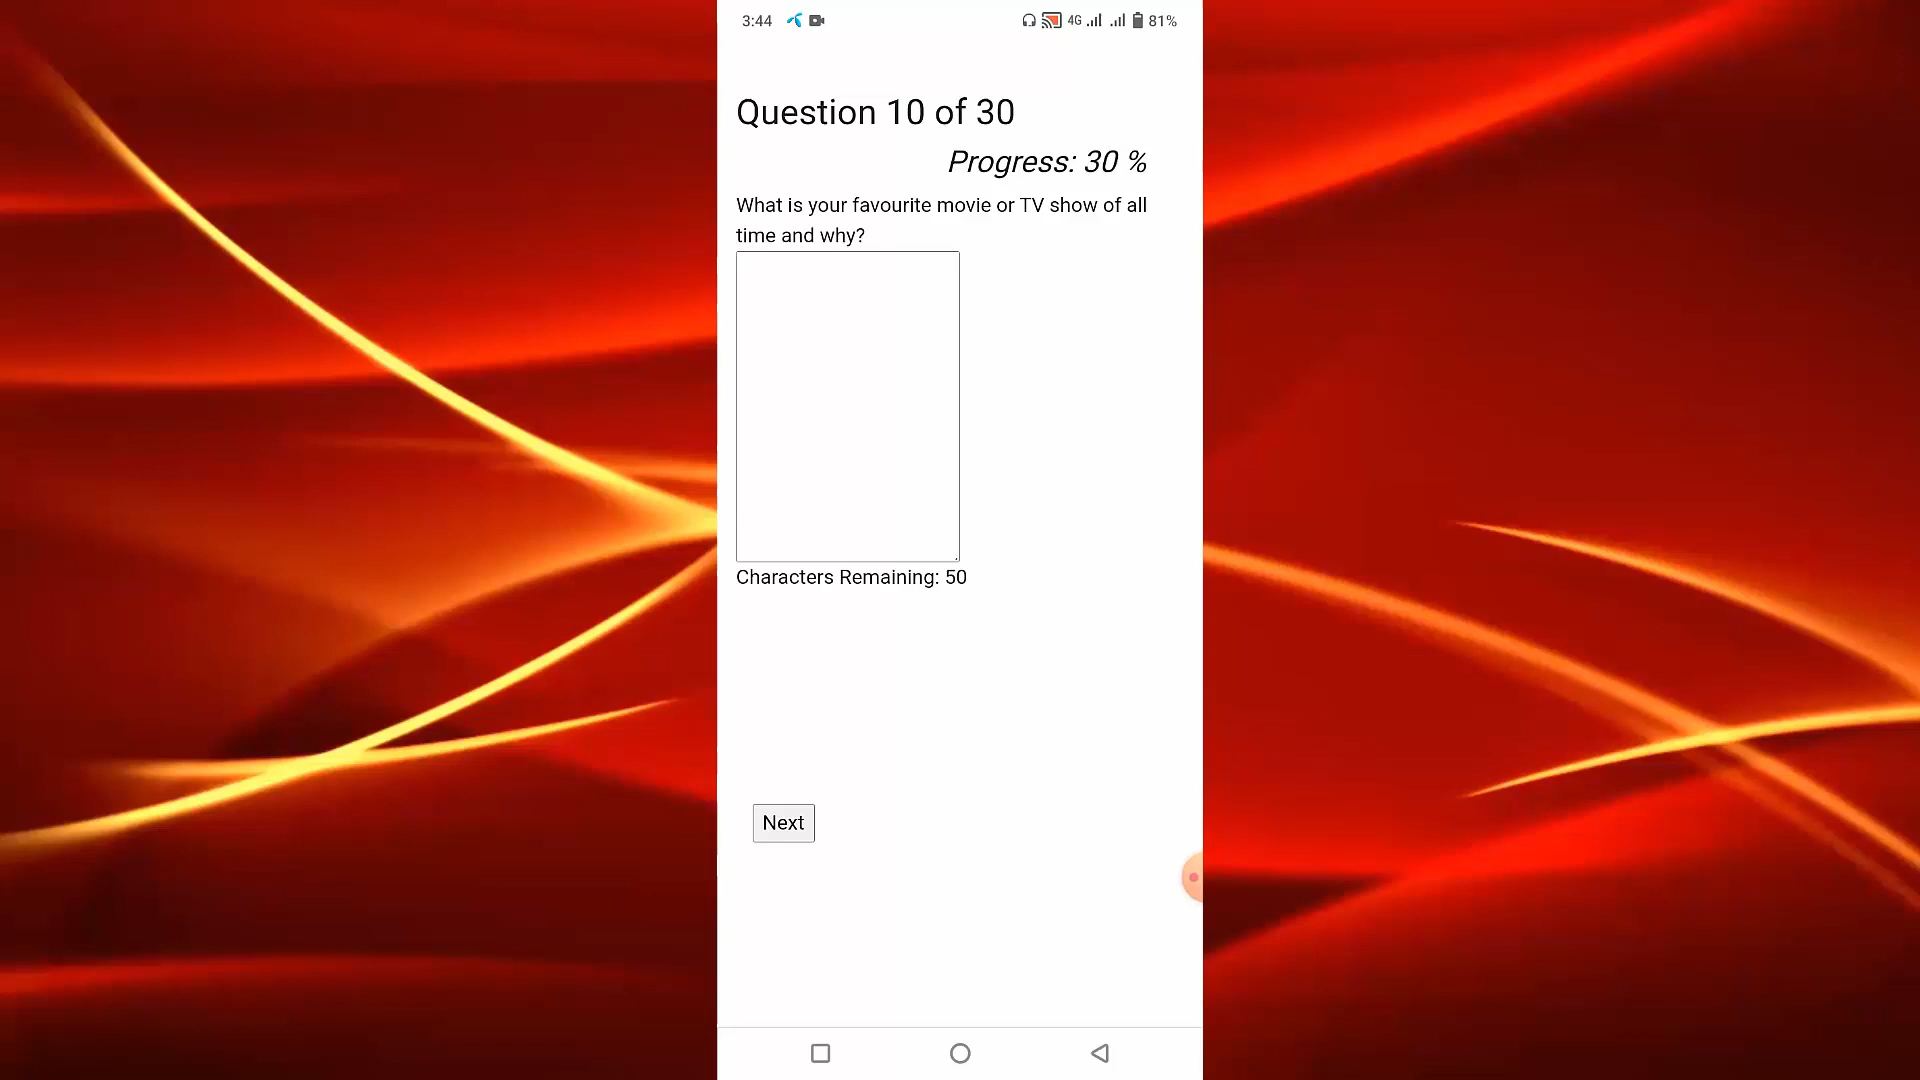 3:44 4G 81%
Question 10 of 30
Progress: 30 %
What is your favourite movie or TV show of all
time and why?
Characters Remaining: 50
Next